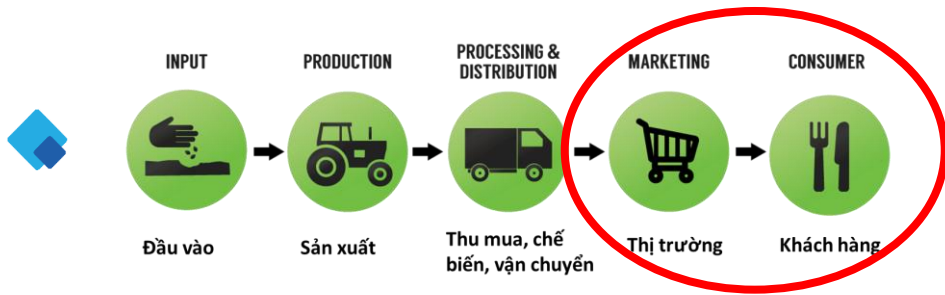 INPUT
PRODUCTION
PROCESSING &
DISTRIBUTION
MARKETING
CONSUMER
Đầu vào
Sản xuất
Thu mua, chế
biến, vận chuyển
Thị trường
Khách hàng